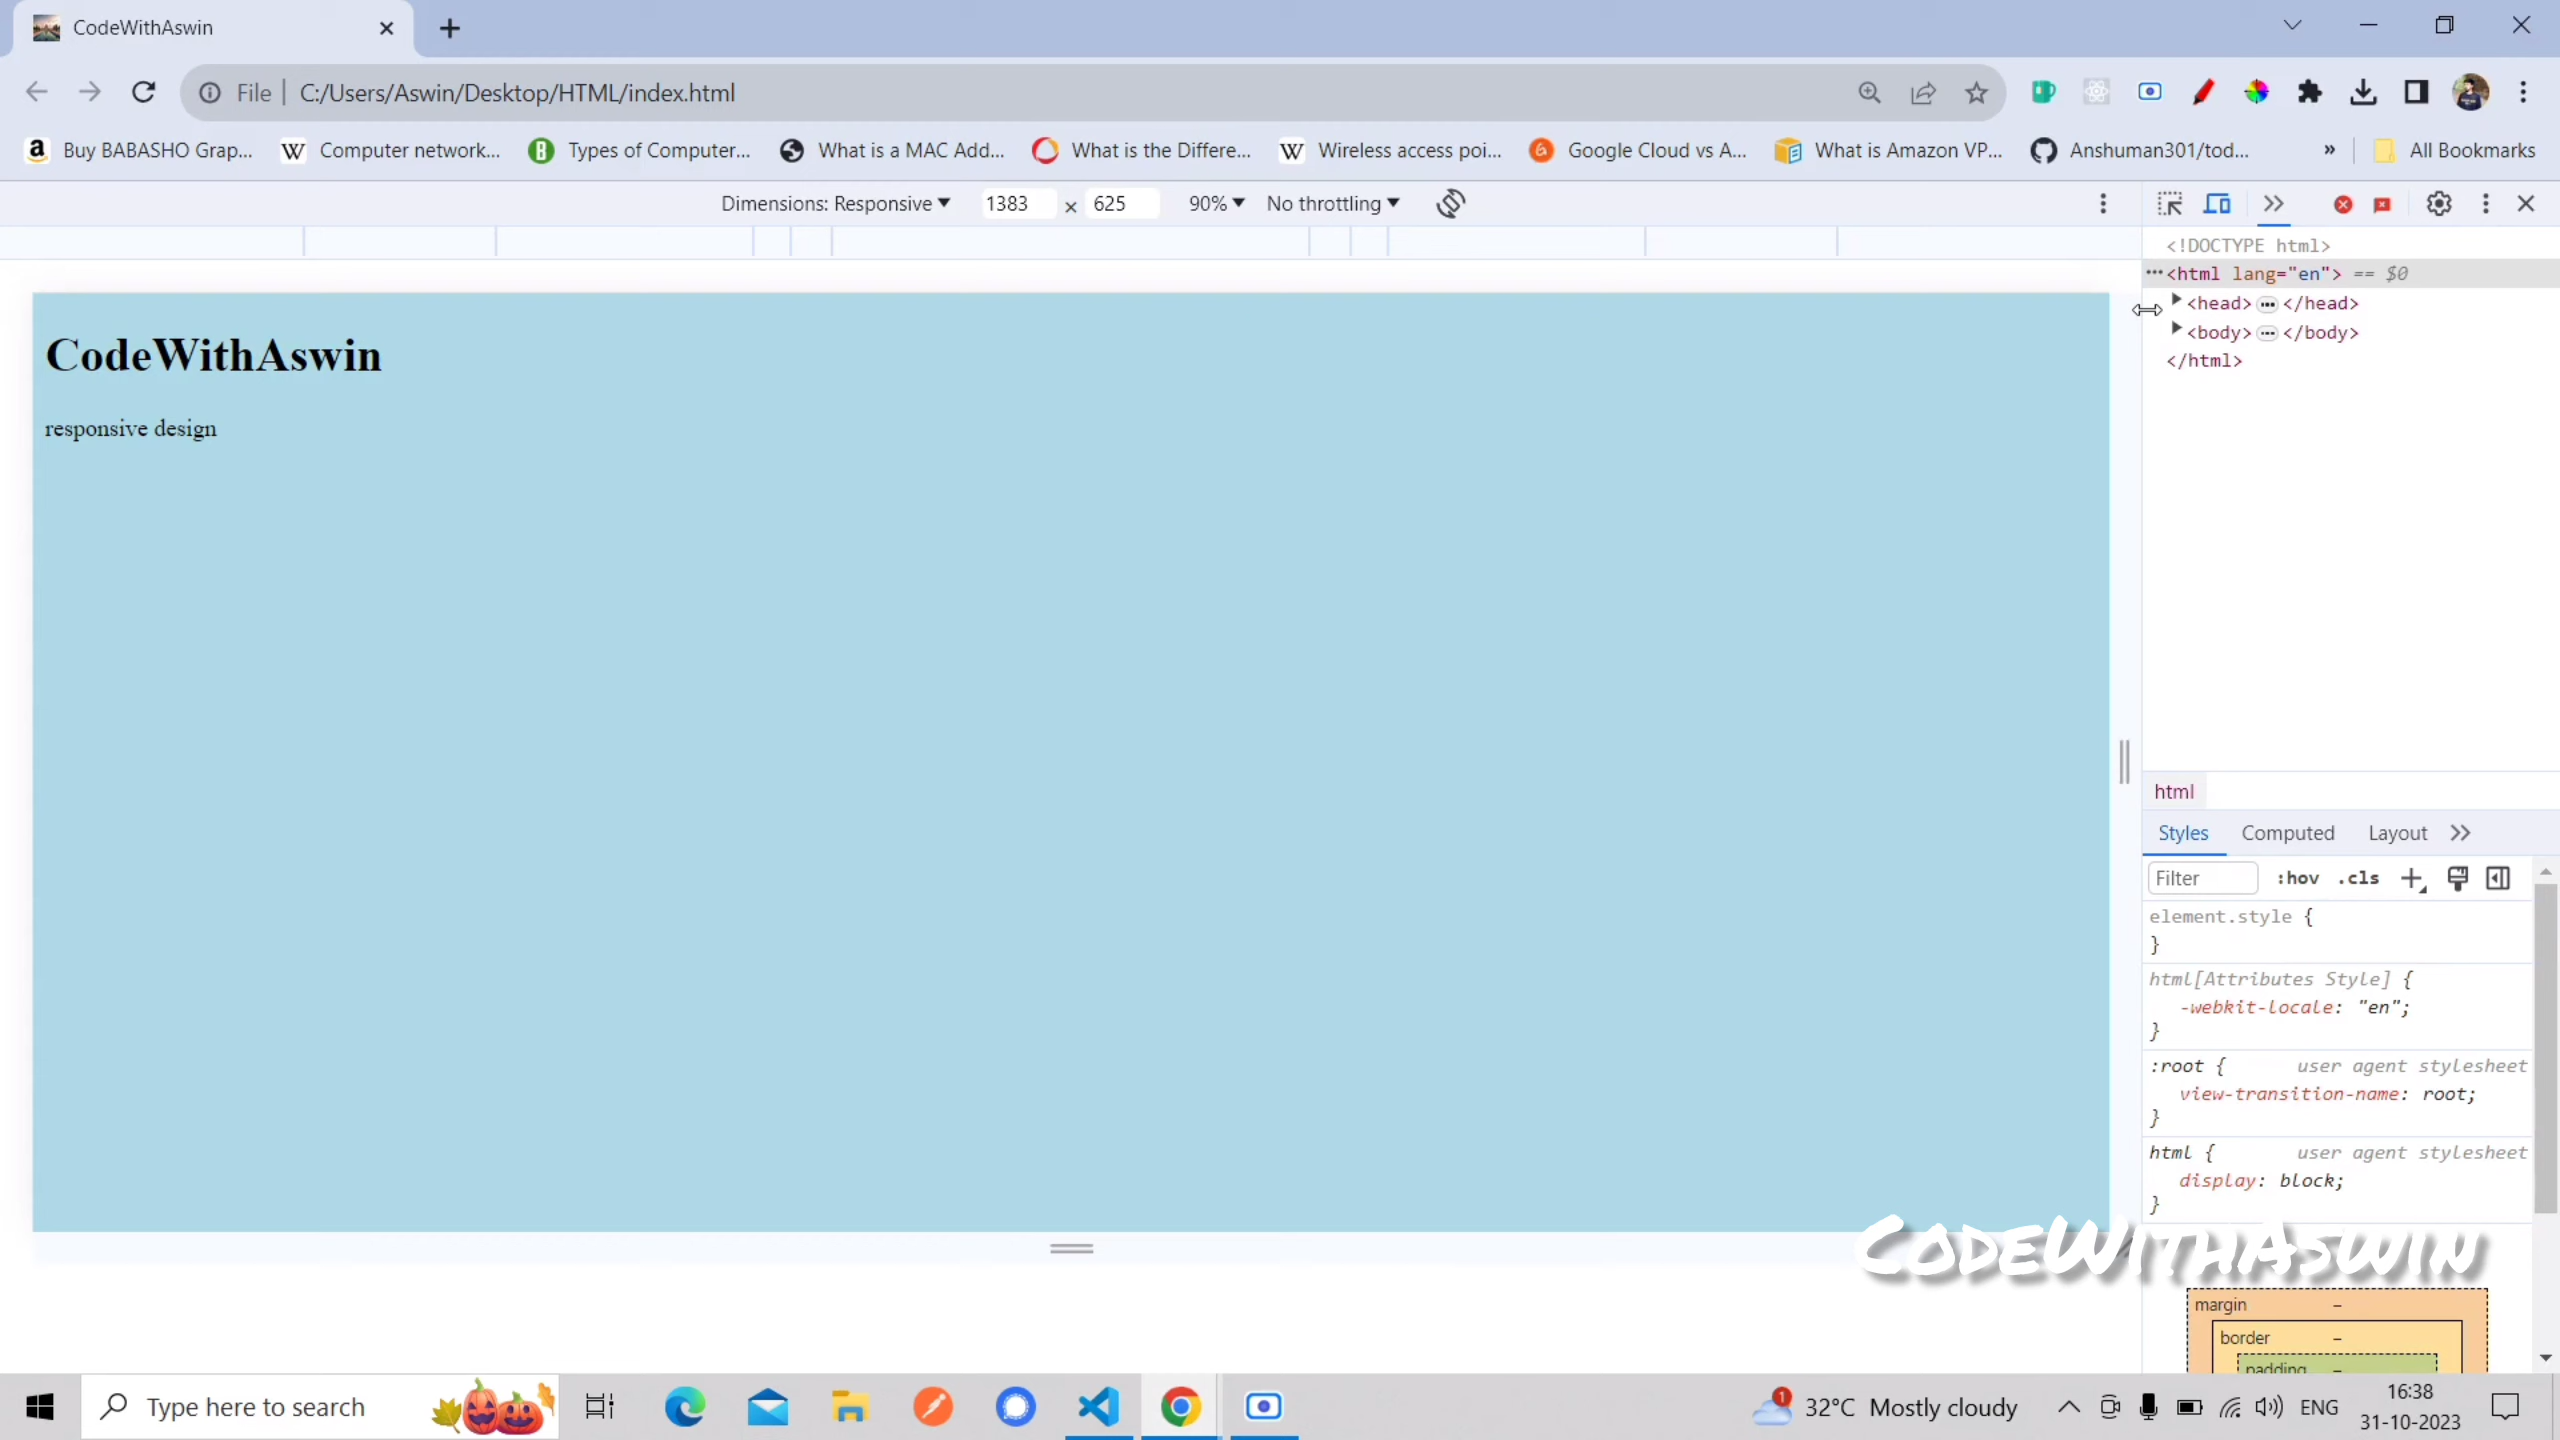 CodeWithAswin
File
C:/Users/Aswin/Desktop/HTML/index.html
Buy BABASHO Grap...
Computer network...
Types of Computer...
What is a MAC Add...
What is the Differe...
Wireless access poi...
Google Cloud vs A...
What is Amazon VP...
Anshuman301/tod...
»
All Bookmarks
Dimensions: Responsive
1383 × 625
90%
No throttling
<!DOCTYPE html>
<html lang="en"> == $0
<head> </head>
<body> </body>
</html>
CodeWithAswin
responsive design
html
Styles
Computed
Layout
Filter
:hov
.cls
element.style {
}
html[Attributes Style] {
-webkit-locale: "en";
}
:root { user agent stylesheet
view-transition-name: root;
}
html { user agent stylesheet
display: block;
}
CodeWithAswin
margin –
border –
padding –
Type here to search
1
32°C Mostly cloudy
ENG
16:38
31-10-2023